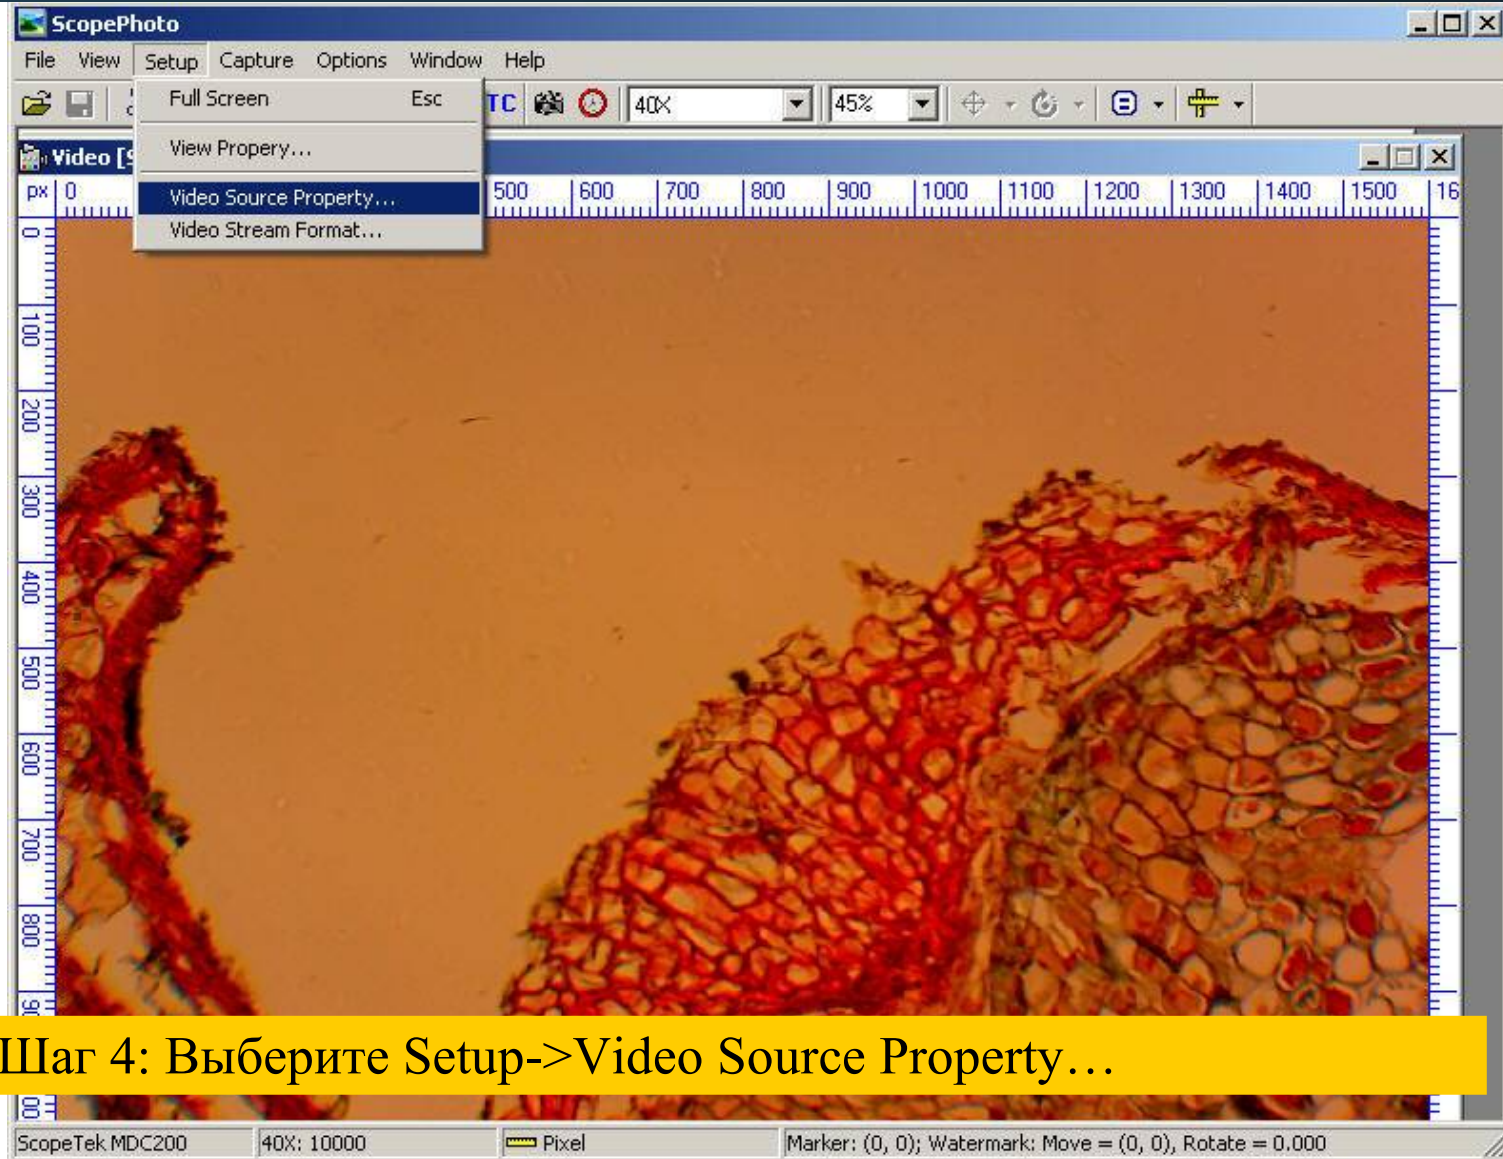 ScopePhoto
File View Setup Capture Options Window Help
Full Screen Esc
TC 40X 45%
View Propery...
Video [S
Video Source Property...
Video Stream Format...
px 0 500 600 700 800 900 1000 1100 1200 1300 1400 1500 16
0
100
200
300
400
500
600
700
800
Шаг 4: Выберите Setup->Video Source Property…
ScopeTek MDC200 40X: 10000 Pixel Marker: (0, 0); Watermark: Move = (0, 0), Rotate = 0.000